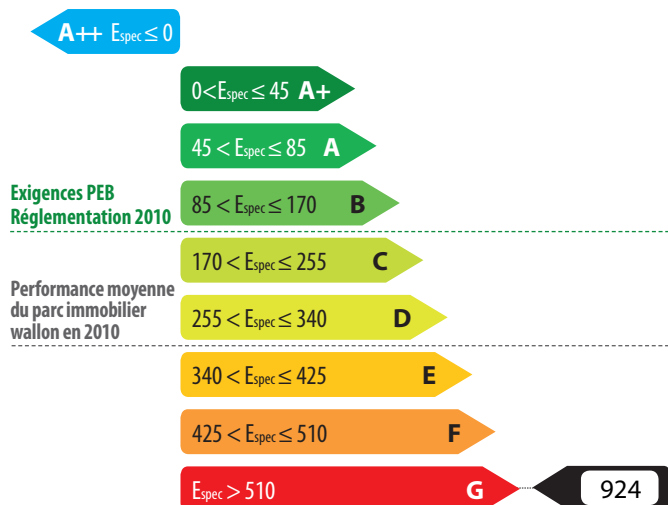 A++ Espec ≤ 0
0<Espec ≤ 45 A+
45 < Espec ≤ 85 A
Exigences PEB
Réglementation 2010
85 < Espec ≤ 170 B
170 < Espec ≤ 255 C
Performance moyenne
du parc immobilier
wallon en 2010
255 < Espec ≤ 340 D
340 < Espec ≤ 425 E
425 < Espec ≤ 510 F
Espec > 510 G 924